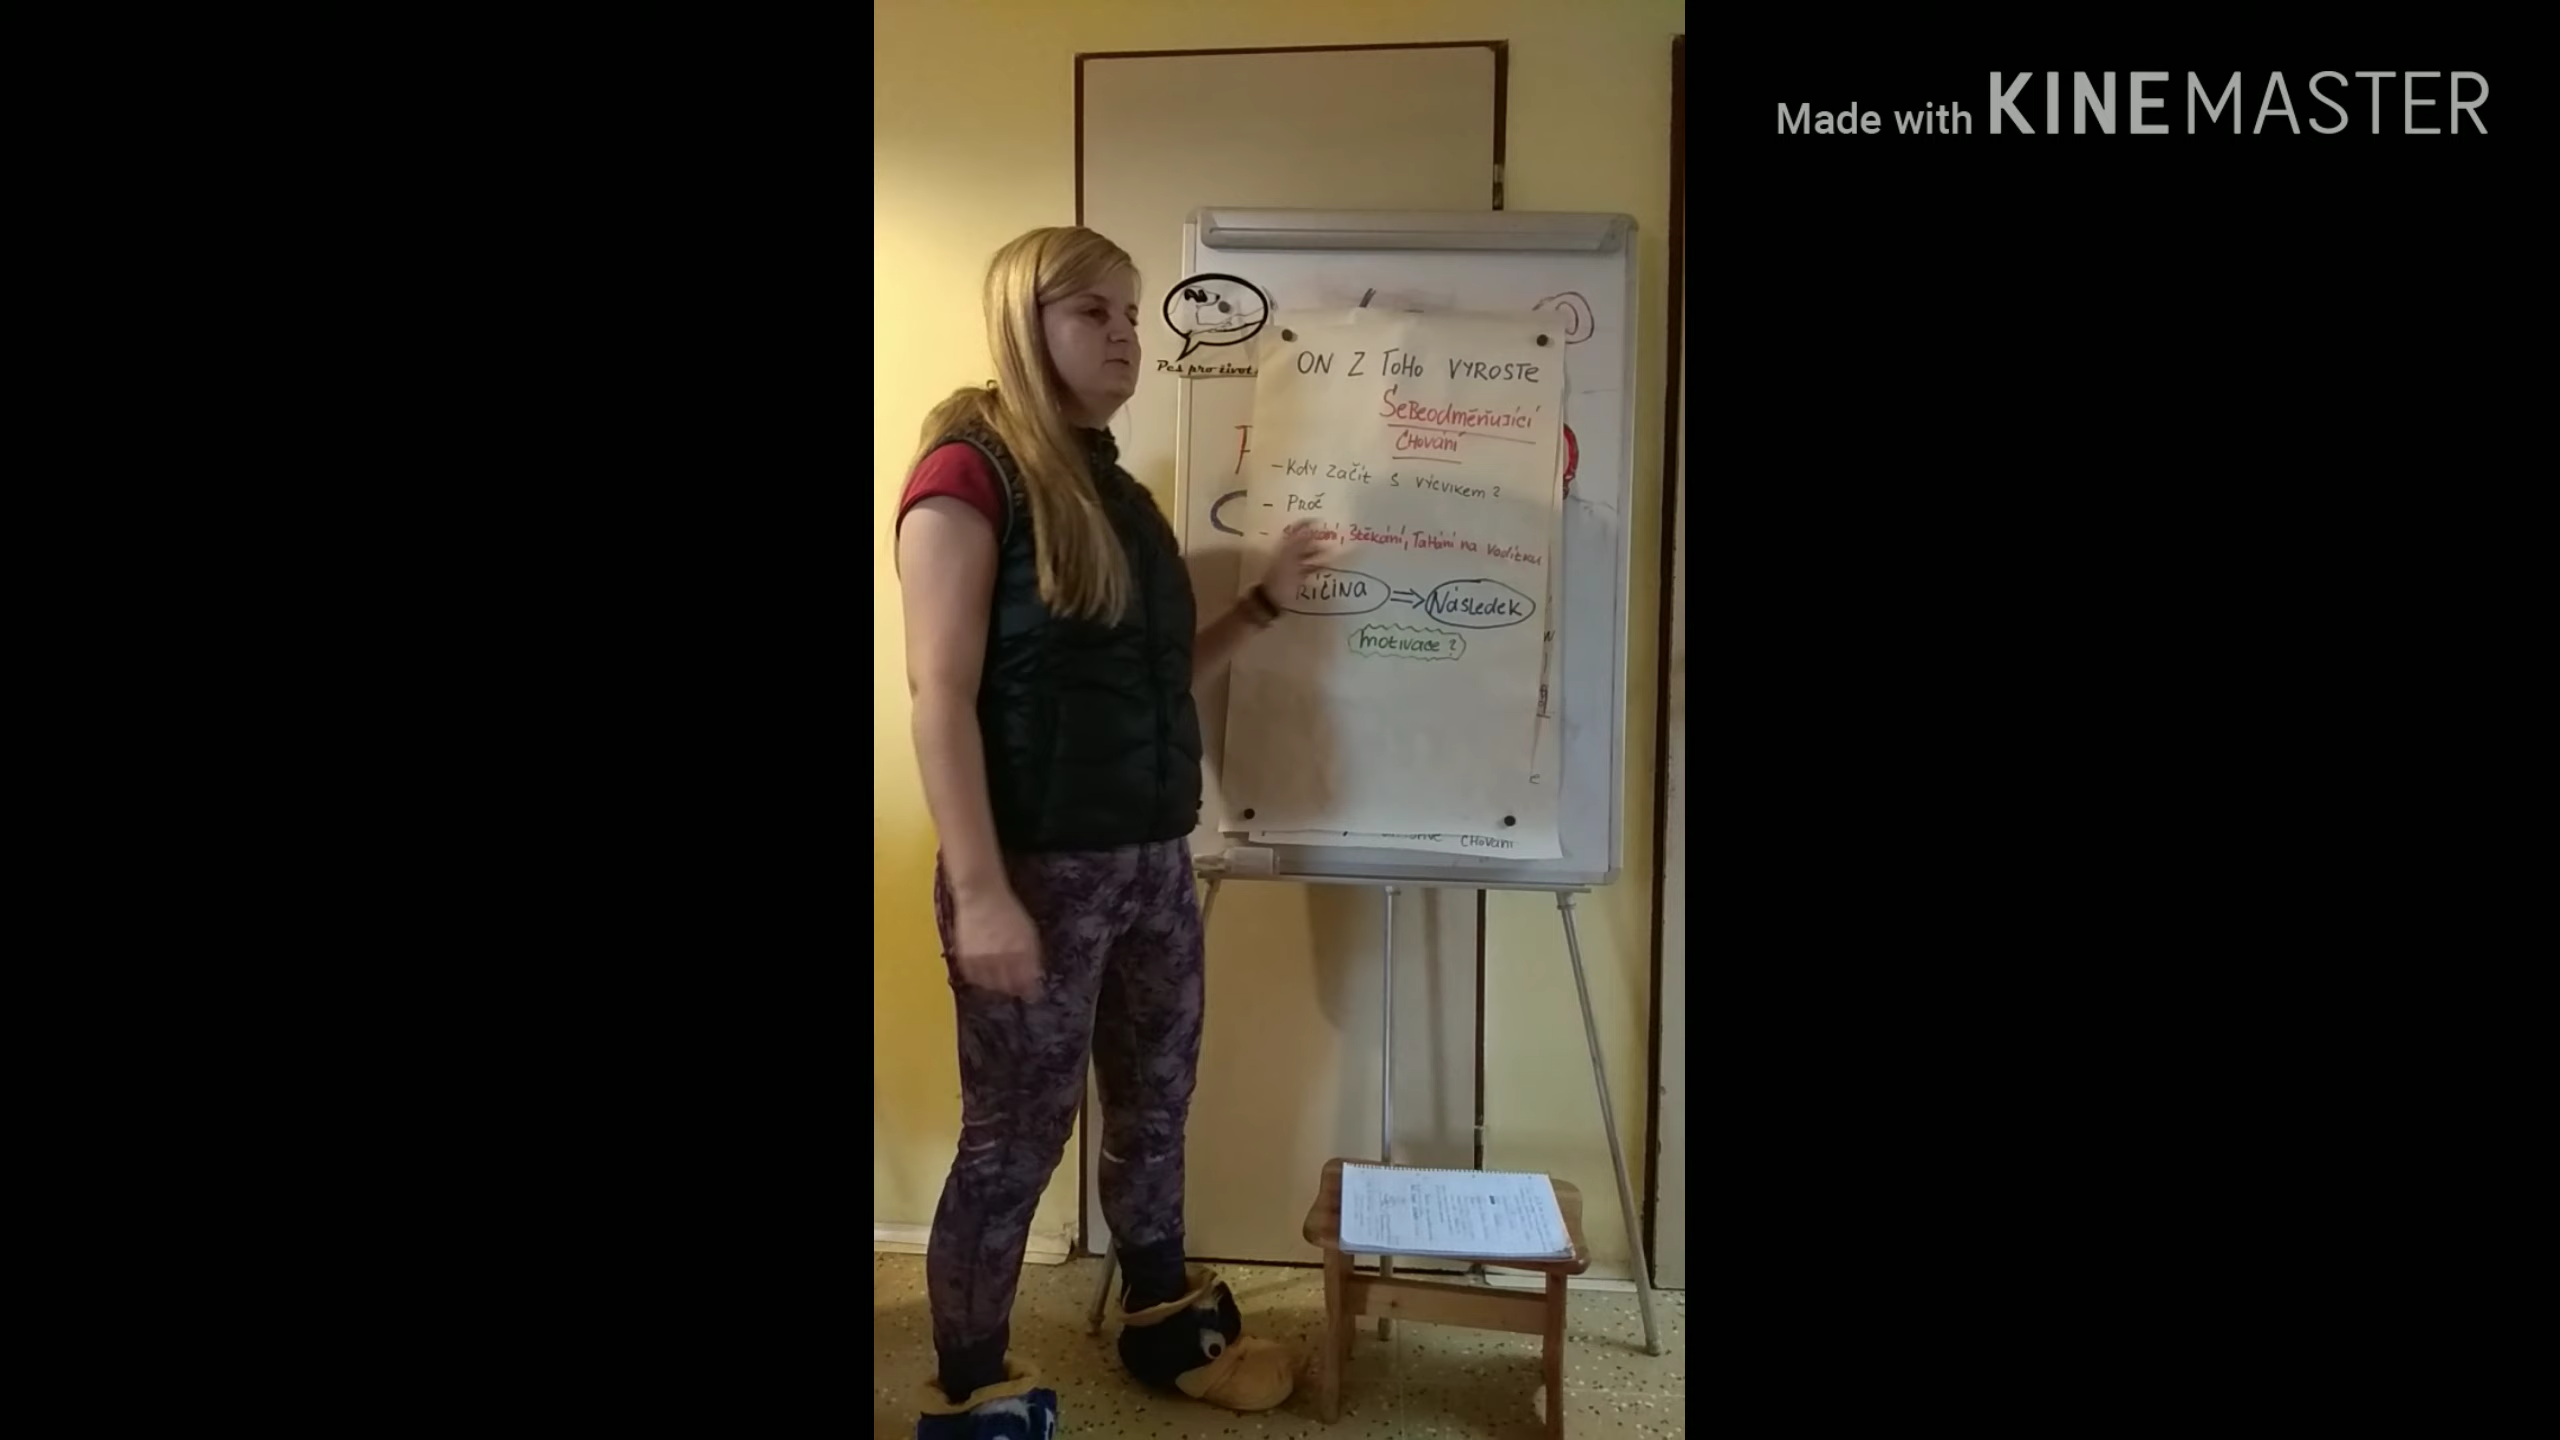 Made with KINEMASTER
Pes pro život
ON Z TOHO VYROSTE
SEBEODMĚŇUJÍCÍ
CHOVÁNÍ
- KDY ZAČÍT S VÝCVIKEM?
- PROČ
- ŠTĚKÁNÍ, TAHÁNÍ NA VODÍTKU
ŘÍČINA ⇒ NÁSLEDEK
MOTIVACE?
CHOVÁNÍ